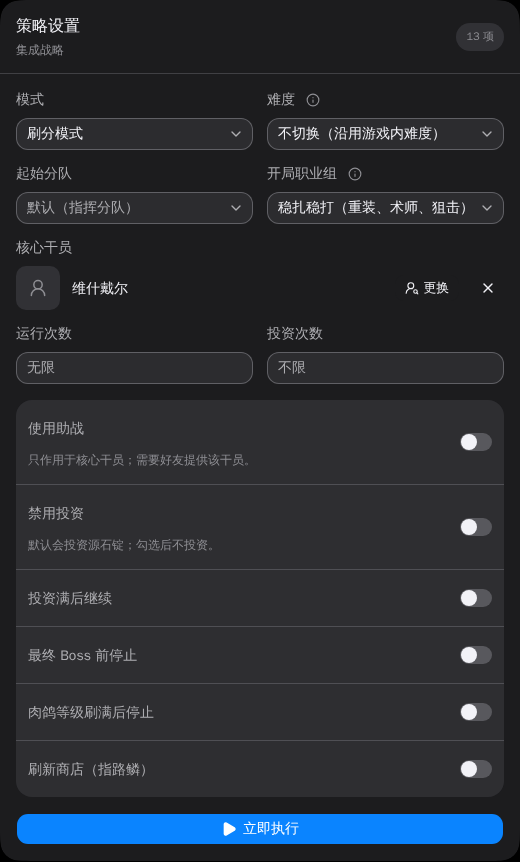 策略设置
集成战略
13 项
模式
难度
刷分模式
不切换（沿用游戏内难度）
起始分队
开局职业组
默认（指挥分队）
稳扎稳打（重装、术师、狙击）
核心干员
维什戴尔
更换
运行次数
投资次数
无限
不限
使用助战
只作用于核心干员；需要好友提供该干员。
禁用投资
默认会投资源石锭；勾选后不投资。
投资满后继续
最终 Boss 前停止
肉鸽等级刷满后停止
刷新商店（指路鳞）
立即执行